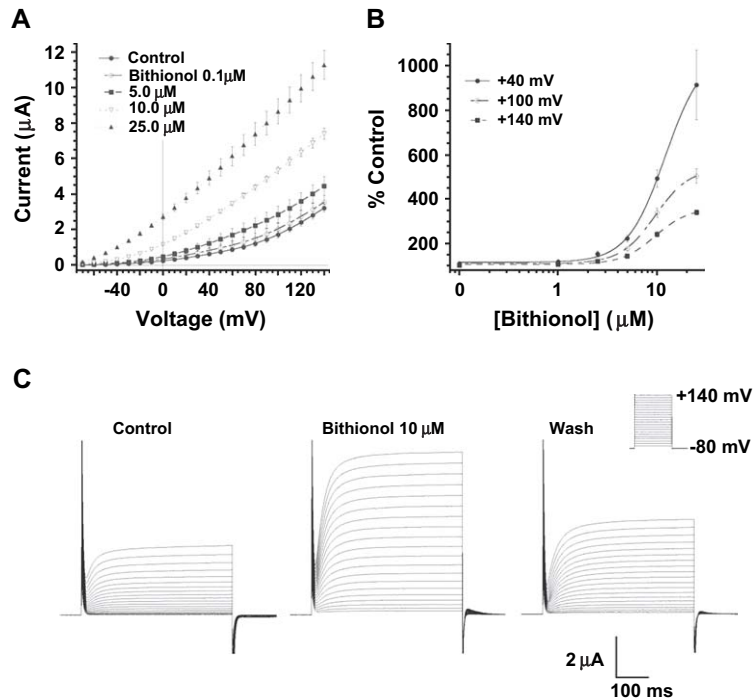 A
Current (μA)
12
10
8
6
4
2
0
Control
Bithionol 0.1μM
5.0 μM
10.0 μM
25.0 μM
-40
0
40
80
120
Voltage (mV)
B
% Control
1000
800
600
400
200
+40 mV
+100 mV
+140 mV
0
1
10
[Bithionol] (μM)
C
Control
Bithionol 10 μM
Wash
+140 mV
-80 mV
2 μA
100 ms